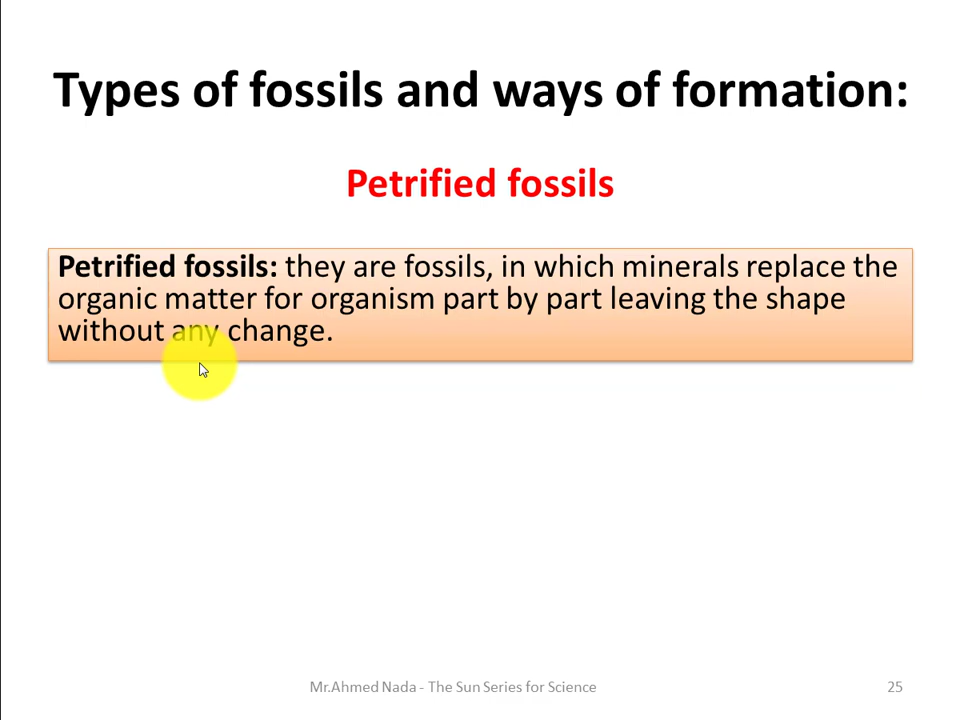 Types of fossils and ways of formation:
Petrified fossils
Petrified fossils: they are fossils, in which minerals replace the
organic matter for organism part by part leaving the shape
without any change.
Mr.Ahmed Nada - The Sun Series for Science
25